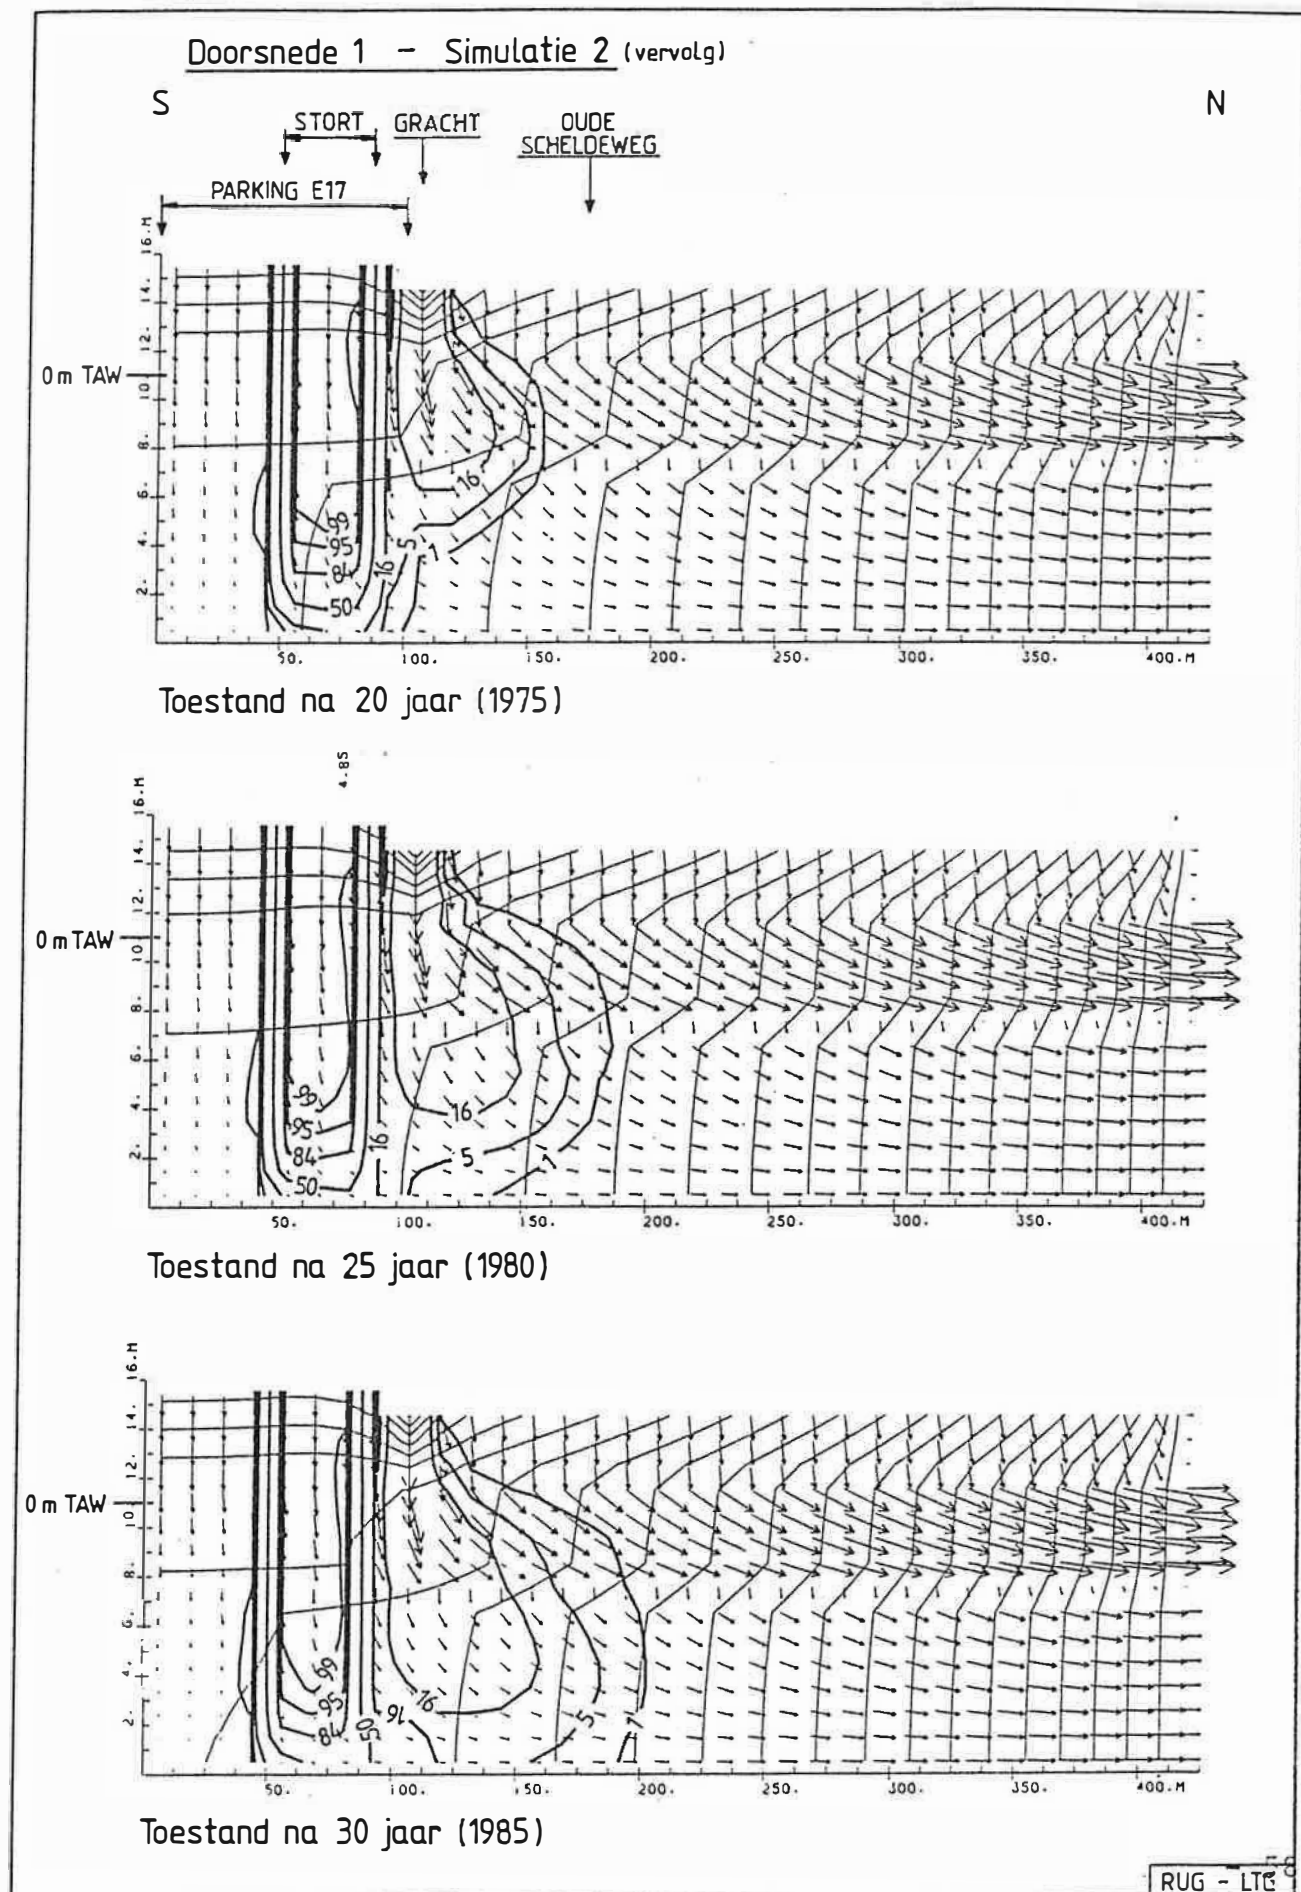 Doorsnede 1 - Simulatie 2 (vervolg)
S N
STORT GRACHT OUDE SCHELDEWEG
PARKING E17
16.M
14.
12.
0 m TAW 10.
8.
6.
4.
2.
99
95
84
50
16
5
1
16
50. 100. 150. 200. 250. 300. 350. 400.M
Toestand na 20 jaar (1975)
4.85
16.M
14.
12.
0 m TAW 10.
8.
6.
4.
2.
99
95
84
50
16
16
5
1
50. 100. 150. 200. 250. 300. 350. 400.M
Toestand na 25 jaar (1980)
16.M
14.
12.
0 m TAW 10.
8.
6.
4.
2.
99
95
84
50
16
16
5
1
50. 100. 150. 200. 250. 300. 350. 400.M
Toestand na 30 jaar (1985)
RUG - LTG